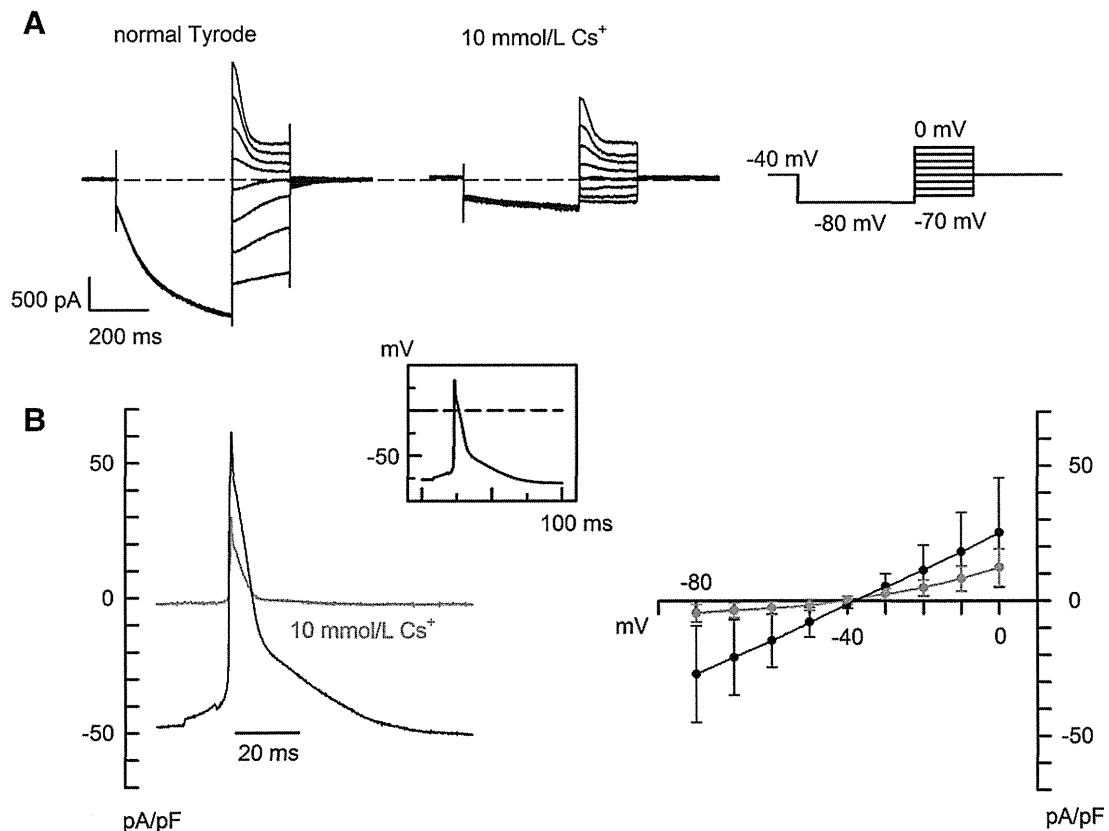 A
normal Tyrode
10 mmol/L Cs⁺
-40 mV
0 mV
-80 mV
-70 mV
500 pA
200 ms
mV
-50
100 ms
B
50
0
-50
10 mmol/L Cs⁺
20 ms
pA/pF
-80
mV
-40
0
50
0
-50
pA/pF